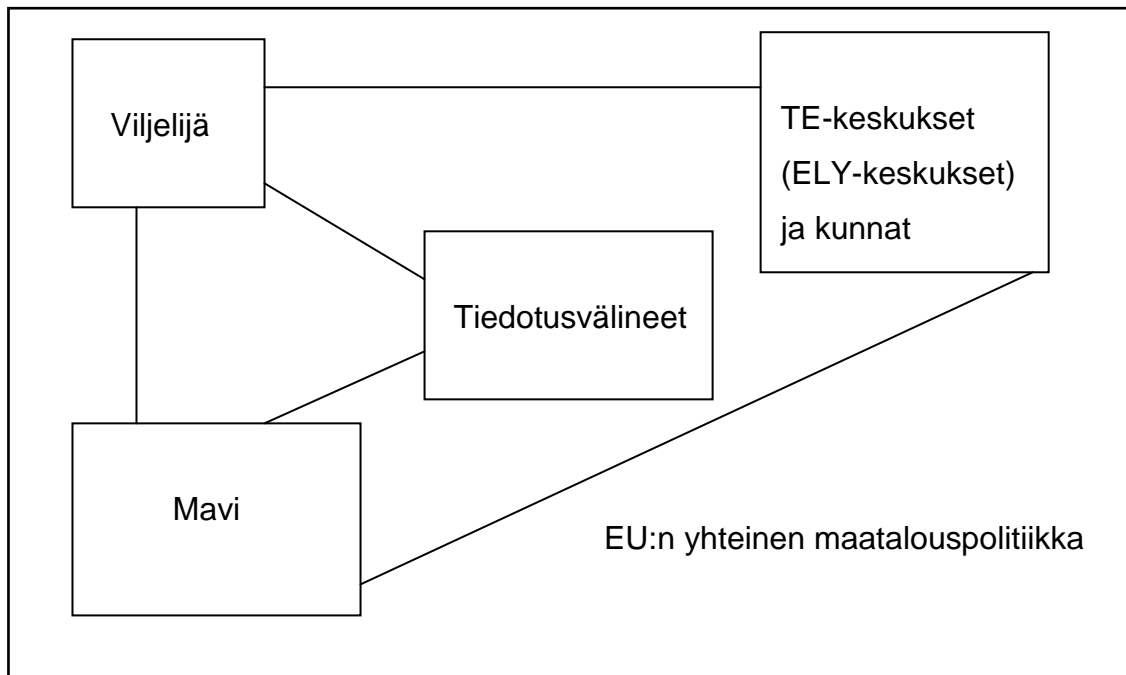 Viljelijä
TE-keskukset
(ELY-keskukset)
ja kunnat
Tiedotusvälineet
Mavi
EU:n yhteinen maatalouspolitiikka